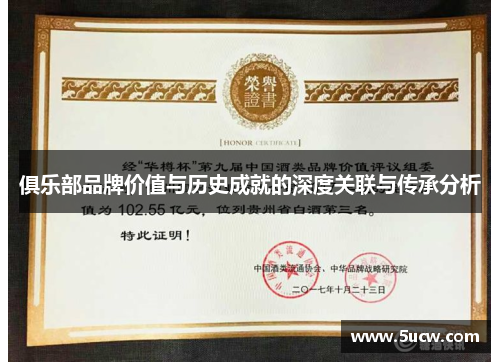 榮譽
證書
[HONOR CERTIFICATE]
经“华樽杯”第九届中国酒类品牌价值评议组委
俱乐部品牌价值与历史成就的深度关联与传承分析
值为 102.55 亿元，位列贵州省白酒第三名。
特此证明！
中国酒类流通协会、中华品牌战略研究院
二〇一七年十月二十三日
www.5ucw.com